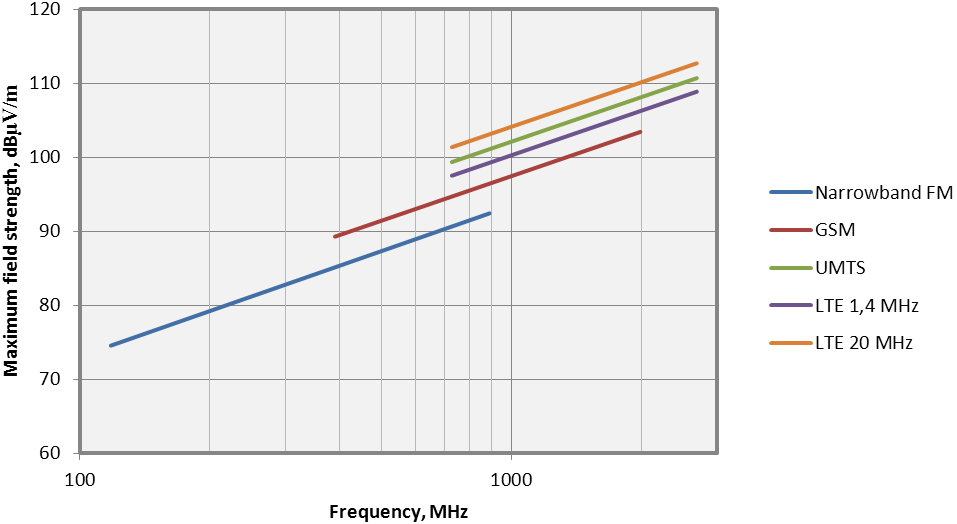 120
110
100
90
80
70
60
Maximum field strength, dBµV/m
100
1000
Frequency, MHz
Narrowband FM
GSM
UMTS
LTE 1,4 MHz
LTE 20 MHz